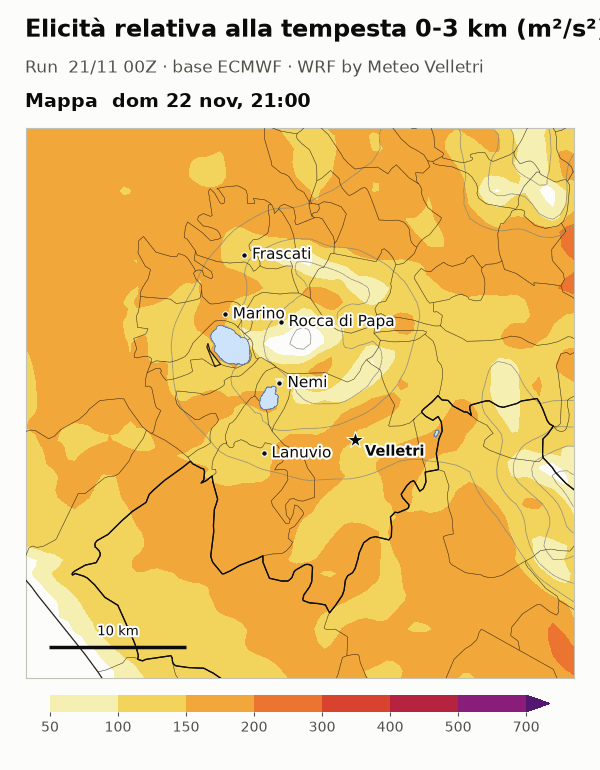 Elicità relativa alla tempesta 0-3 km (m²/s²)
Run  21/11 00Z · base ECMWF · WRF by Meteo Velletri
Mappa  dom 22 nov, 21:00
Frascati
Marino
Rocca di Papa
Nemi
Velletri
Lanuvio
10 km
50 100 150 200 300 400 500 700